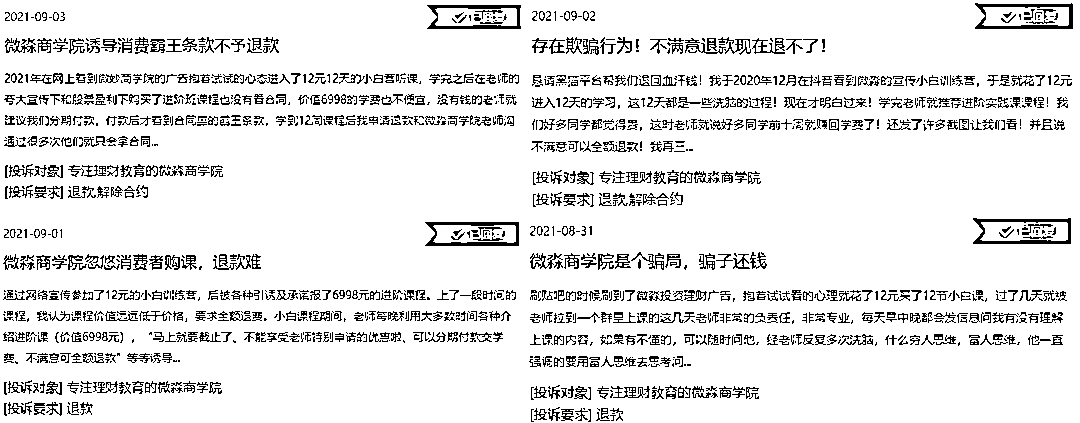 2021-09-03
已回复
微淼商学院诱导消费霸王条款不予退款
2021年在网上看到微妙商学院的广告抱着试试的心态进入了12元12天的小白营听课，学完之后在老师的
夸大宣传下和股票盈利下购买了进阶班课程也没有看合同，价值6998的学费也不便宜，没有钱的老师就
建议我们分期付款，付款后才看到合同里的霸王条款，学到12周课程后我申请退款和微淼商学院老师沟
通过很多次他们就只会拿合同...
[投诉对象] 专注理财教育的微淼商学院
[投诉要求] 退款,解除合约
2021-09-02
已回复
存在欺骗行为！不满意退款现在退不了！
恳请黑猫平台帮我们退回血汗钱！我于2020年12月在抖音看到微淼的宣传小白训练营，于是就花了12元
进入12天的学习，这12天都是一些洗脑的过程！现在才明白过来！学完老师就推荐进阶实践课课程！我
们好多同学都觉得贵，这时老师就说好多同学前十周就赚回学费了！还发了许多截图让我们看！并且说
不满意可以全额退款！我再三...
[投诉对象] 专注理财教育的微淼商学院
[投诉要求] 退款,解除合约
2021-09-01
已回复
微淼商学院忽悠消费者购课，退款难
通过网络宣传参加了12元的小白训练营，后被各种引诱及承诺报了6998元的进阶课程。上了一段时间的
课程，我认为课程价值远远低于价格，要求全额退费。小白课程期间，老师每晚利用大多数时间各种介
绍进阶课（价值6998元），“马上就要截止了、不能享受老师特别申请的优惠啦、可以分期付款交学
费、不满意可全额退款”等等诱导...
[投诉对象] 专注理财教育的微淼商学院
[投诉要求] 退款
2021-08-31
已回复
微淼商学院是个骗局，骗子还钱
刷贴吧的时候刷到了微淼投资理财广告，抱着试试看的心理就花了12元买了12节小白课，过了几天就被
老师拉到一个群里上课的这几天老师非常的负责任，非常专业，每天早中晚都会发信息问我有没有理解
上课的内容，如果有不懂的，可以随时问他，经老师反复多次洗脑，什么穷人思维，富人思维，他一直
强调的要用富人思维去思考问...
[投诉对象] 专注理财教育的微淼商学院
[投诉要求] 退款